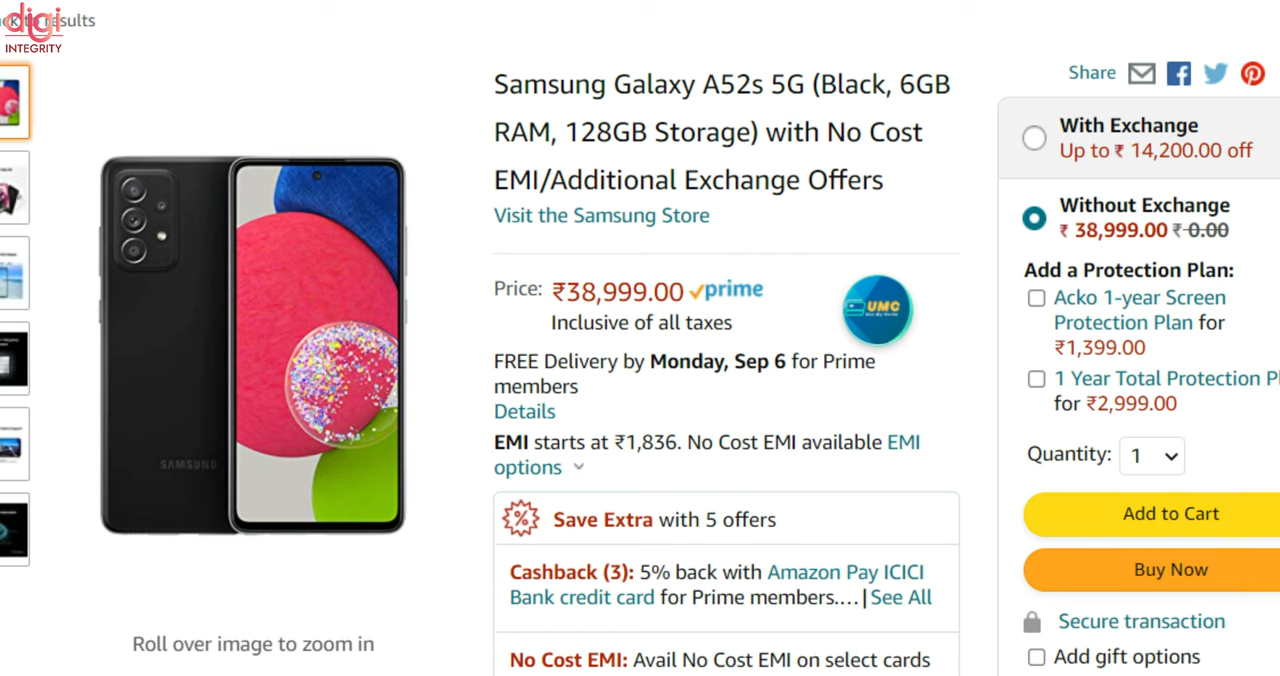 digi
INTEGRITY
results
Samsung Galaxy A52s 5G (Black, 6GB
RAM, 128GB Storage) with No Cost
EMI/Additional Exchange Offers
Visit the Samsung Store
Price: ₹38,999.00 prime
Inclusive of all taxes
UMC
FREE Delivery by Monday, Sep 6 for Prime
members
Details
EMI starts at ₹1,836. No Cost EMI available EMI
options
Save Extra with 5 offers
Cashback (3): 5% back with Amazon Pay ICICI
Bank credit card for Prime members.... | See All
No Cost EMI: Avail No Cost EMI on select cards
SAMSUNG
Roll over image to zoom in
Share
With Exchange
Up to ₹ 14,200.00 off
Without Exchange
₹ 38,999.00 ₹ 0.00
Add a Protection Plan:
Acko 1-year Screen
Protection Plan for
₹1,399.00
1 Year Total Protection
for ₹2,999.00
Quantity: 1
Add to Cart
Buy Now
Secure transaction
Add gift options